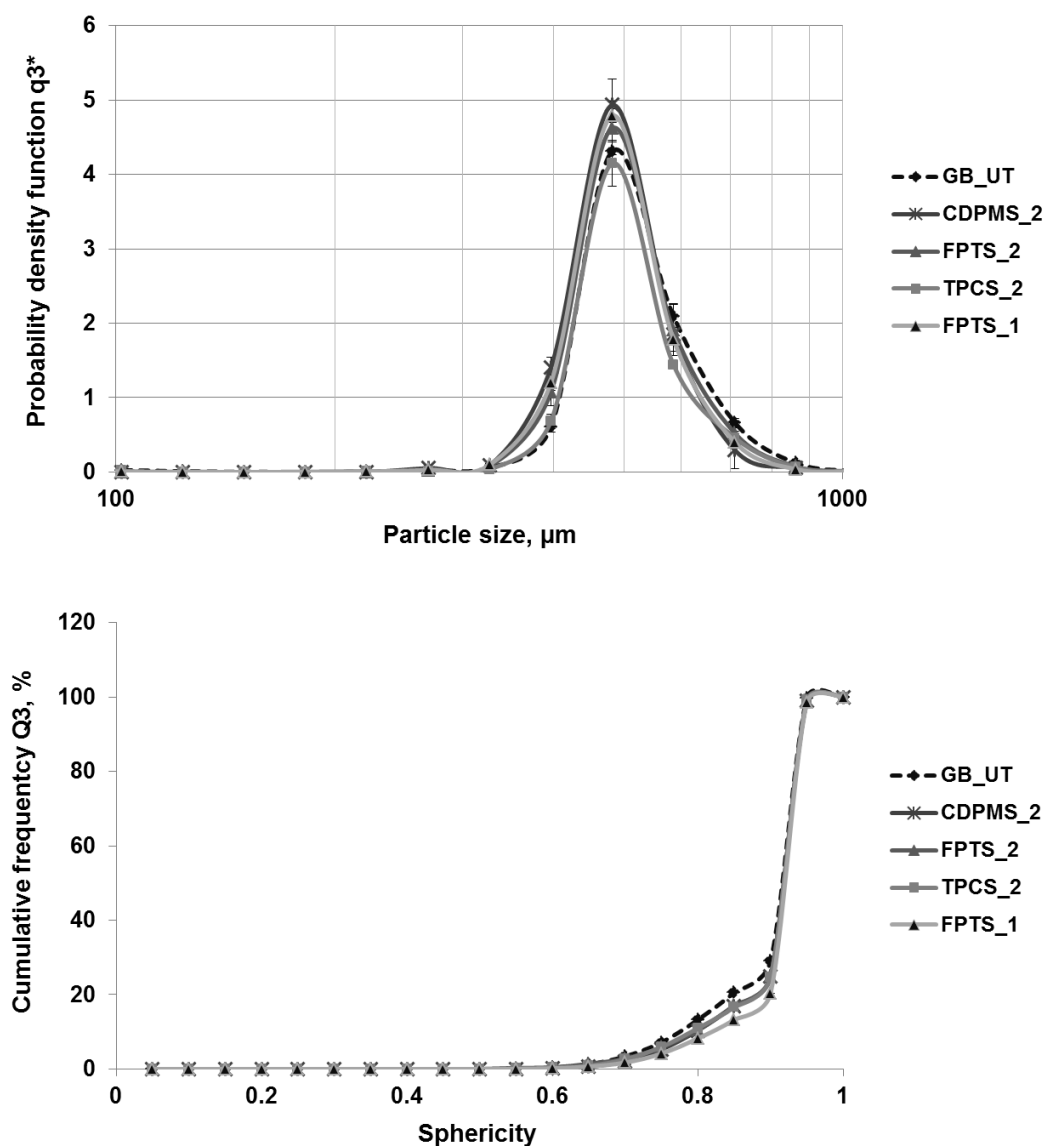 Probability density function q3*
6
5
4
3
2
1
0
100
1000
Particle size, µm
GB_UT
CDPMS_2
FPTS_2
TPCS_2
FPTS_1
Cumulative frequentcy Q3, %
120
100
80
60
40
20
0
0
0.2
0.4
0.6
0.8
1
Sphericity
GB_UT
CDPMS_2
FPTS_2
TPCS_2
FPTS_1